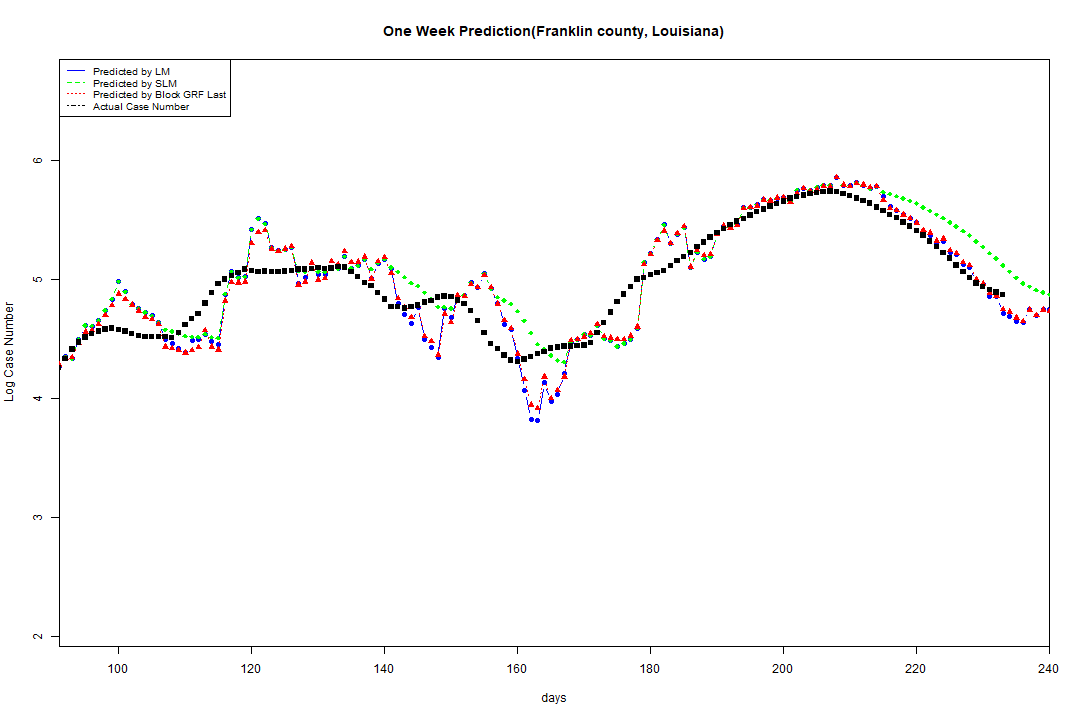 One Week Prediction(Franklin county, Louisiana)
Predicted by LM
Predicted by SLM
Predicted by Block GRF Last
Actual Case Number
6
5
4
3
2
Log Case Number
100 120 140 160 180 200 220 240
days